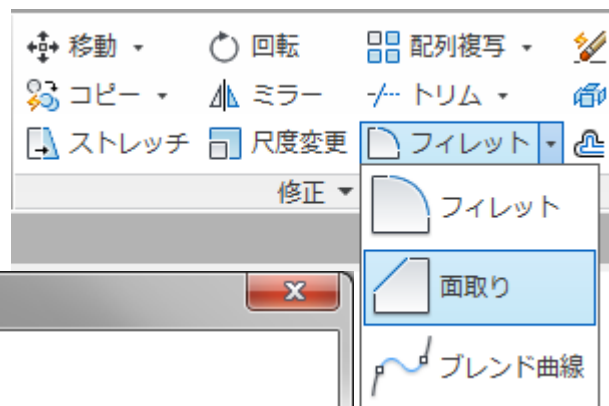 移動 回転 配列複写
コピー ミラー トリム
ストレッチ 尺度変更 フィレット
修正
フィレット
面取り
ブレンド曲線